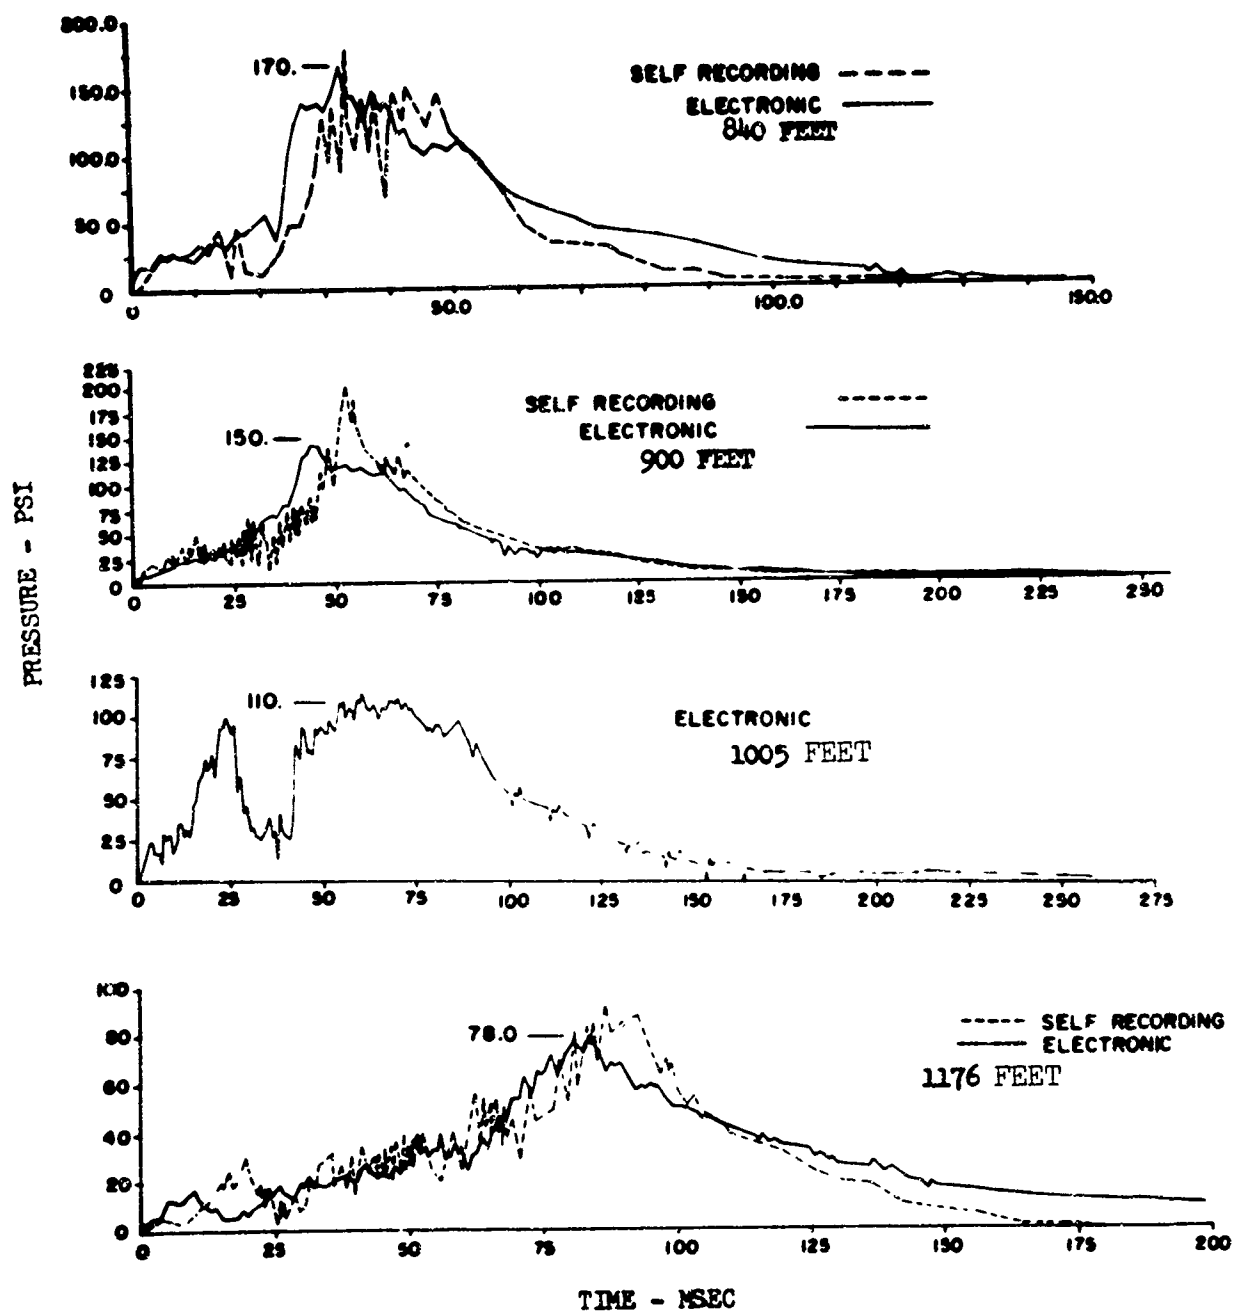 200.0
150.0
100.0
50.0
0
170.
SELF RECORDING
ELECTRONIC
840 FEET
0 50.0 100.0 150.0
225
200
175
150
125
100
75
50
25
0
150.
SELF RECORDING
ELECTRONIC
900 FEET
0 25 50 75 100 125 150 175 200 225 250
PRESSURE - PSI
125
100
75
50
25
0
110.
ELECTRONIC
1005 FEET
0 25 50 75 100 125 150 175 200 225 250 275
100
80
60
40
20
0
78.0
SELF RECORDING
ELECTRONIC
1176 FEET
0 25 50 75 100 125 150 175 200
TIME - MSEC